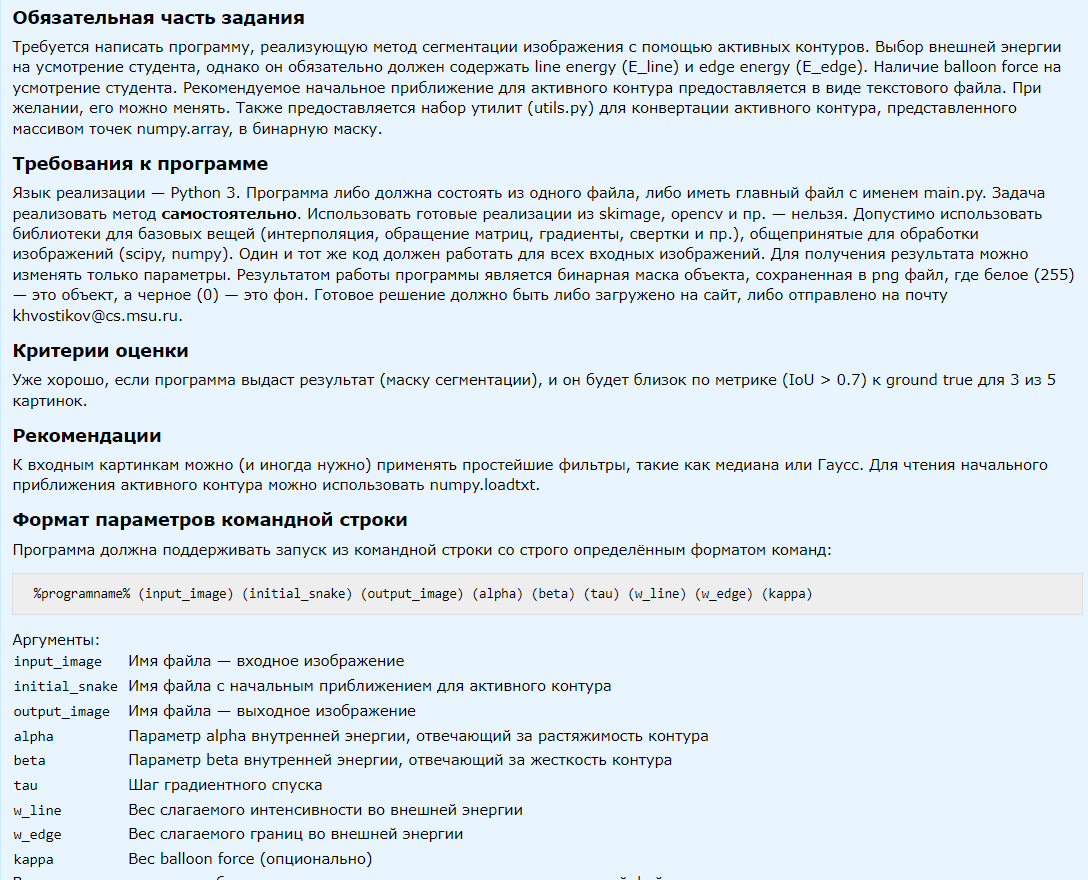 Обязательная часть задания
Требуется написать программу, реализующую метод сегментации изображения с помощью активных контуров. Выбор внешней энергии
на усмотрение студента, однако он обязательно должен содержать line energy (E_line) и edge energy (E_edge). Наличие balloon force на
усмотрение студента. Рекомендуемое начальное приближение для активного контура предоставляется в виде текстового файла. При
желании, его можно менять. Также предоставляется набор утилит (utils.py) для конвертации активного контура, представленного
массивом точек numpy.array, в бинарную маску.
Требования к программе
Язык реализации — Python 3. Программа либо должна состоять из одного файла, либо иметь главный файл с именем main.py. Задача
реализовать метод самостоятельно. Использовать готовые реализации из skimage, opencv и пр. — нельзя. Допустимо использовать
библиотеки для базовых вещей (интерполяция, обращение матриц, градиенты, свертки и пр.), общепринятые для обработки
изображений (scipy, numpy). Один и тот же код должен работать для всех входных изображений. Для получения результата можно
изменять только параметры. Результатом работы программы является бинарная маска объекта, сохраненная в png файл, где белое (255)
— это объект, а черное (0) — это фон. Готовое решение должно быть либо загружено на сайт, либо отправлено на почту
khvostikov@cs.msu.ru.
Критерии оценки
Уже хорошо, если программа выдаст результат (маску сегментации), и он будет близок по метрике (IoU > 0.7) к ground true для 3 из 5
картинок.
Рекомендации
К входным картинкам можно (и иногда нужно) применять простейшие фильтры, такие как медиана или Гаусс. Для чтения начального
приближения активного контура можно использовать numpy.loadtxt.
Формат параметров командной строки
Программа должна поддерживать запуск из командной строки со строго определённым форматом команд:
%programname% (input_image) (initial_snake) (output_image) (alpha) (beta) (tau) (w_line) (w_edge) (kappa)
Аргументы:
input_image Имя файла — входное изображение
initial_snake Имя файла с начальным приближением для активного контура
output_image Имя файла — выходное изображение
alpha Параметр alpha внутренней энергии, отвечающий за растяжимость контура
beta Параметр beta внутренней энергии, отвечающий за жесткость контура
tau Шаг градиентного спуска
w_line Вес слагаемого интенсивности во внешней энергии
w_edge Вес слагаемого границ во внешней энергии
kappa Вес balloon force (опционально)